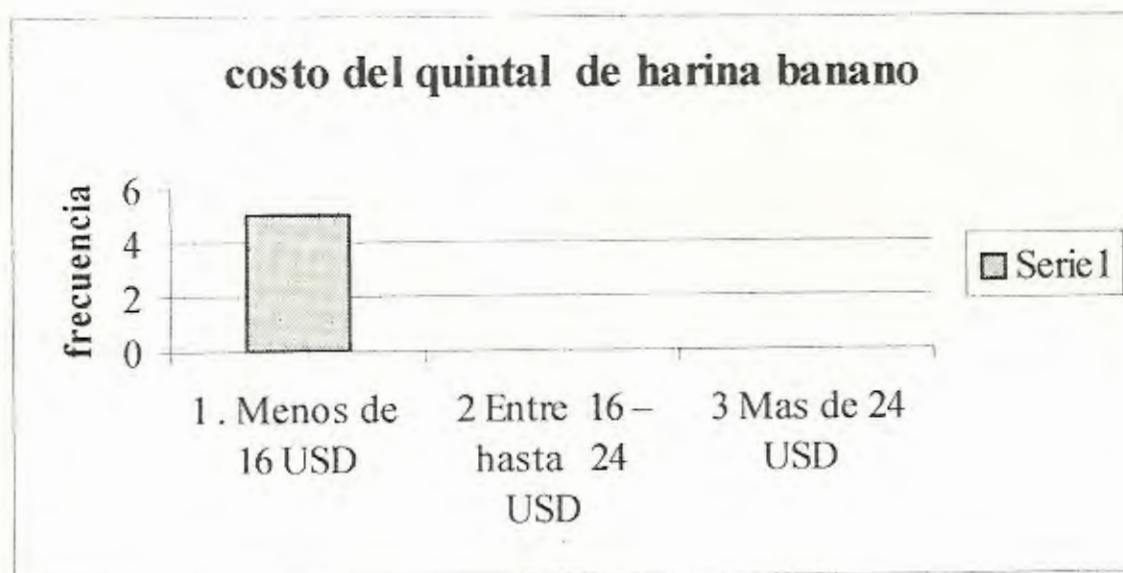 costo del quintal de harina banano
frecuencia
6
4
2
0
1 . Menos de
16 USD
2 Entre 16 –
hasta 24
USD
3 Mas de 24
USD
Serie1